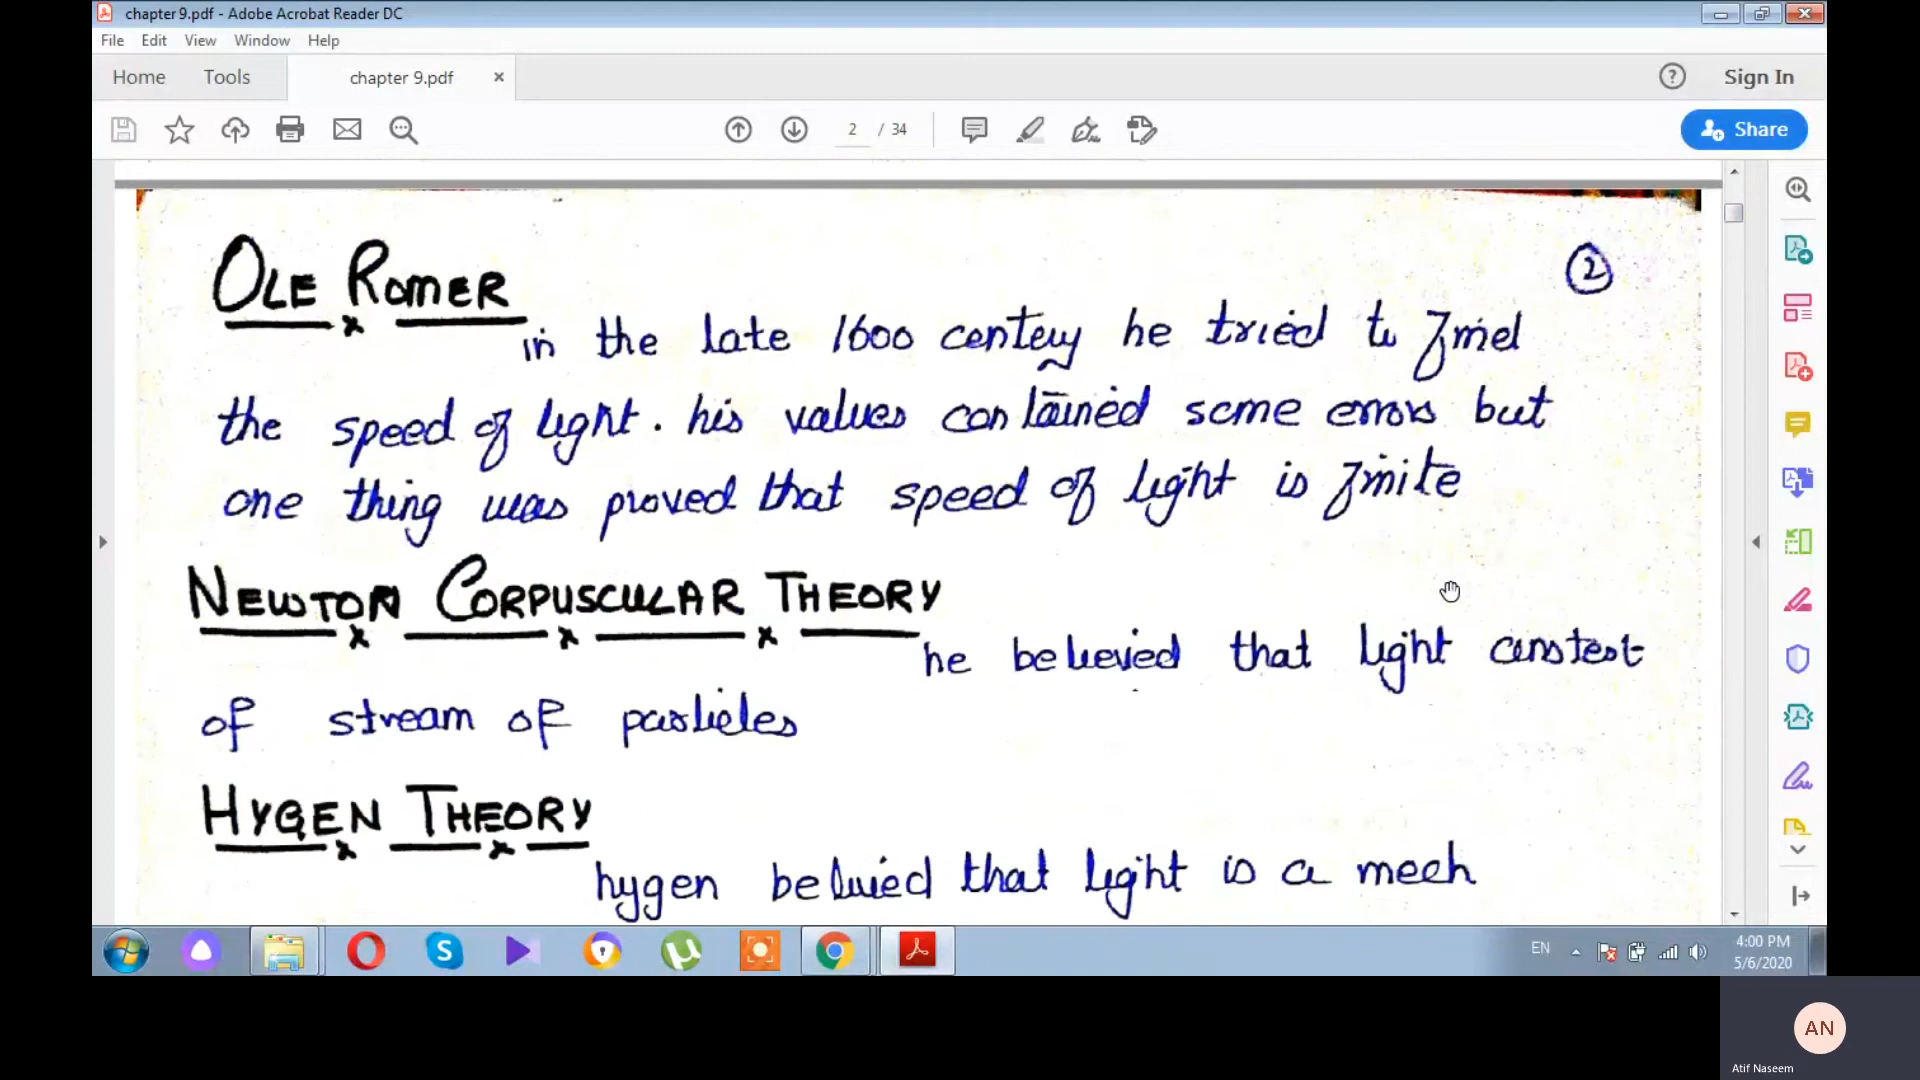 chapter 9.pdf - Adobe Acrobat Reader DC
File Edit View Window Help
Home Tools chapter 9.pdf × Sign In
2 / 34 Share
OLE ROMER
2
in the late 1600 centuy he tried to find
the speed of light. his values contained some errors but
one thing was proved that speed of light is finite
NEWTON CORPUSCULAR THEORY
he believed that light
of stream of particles
HYGEN THEORY
hygen belived that light is a mech
EN 4:00 PM
5/6/2020
AN
Atif Naseem